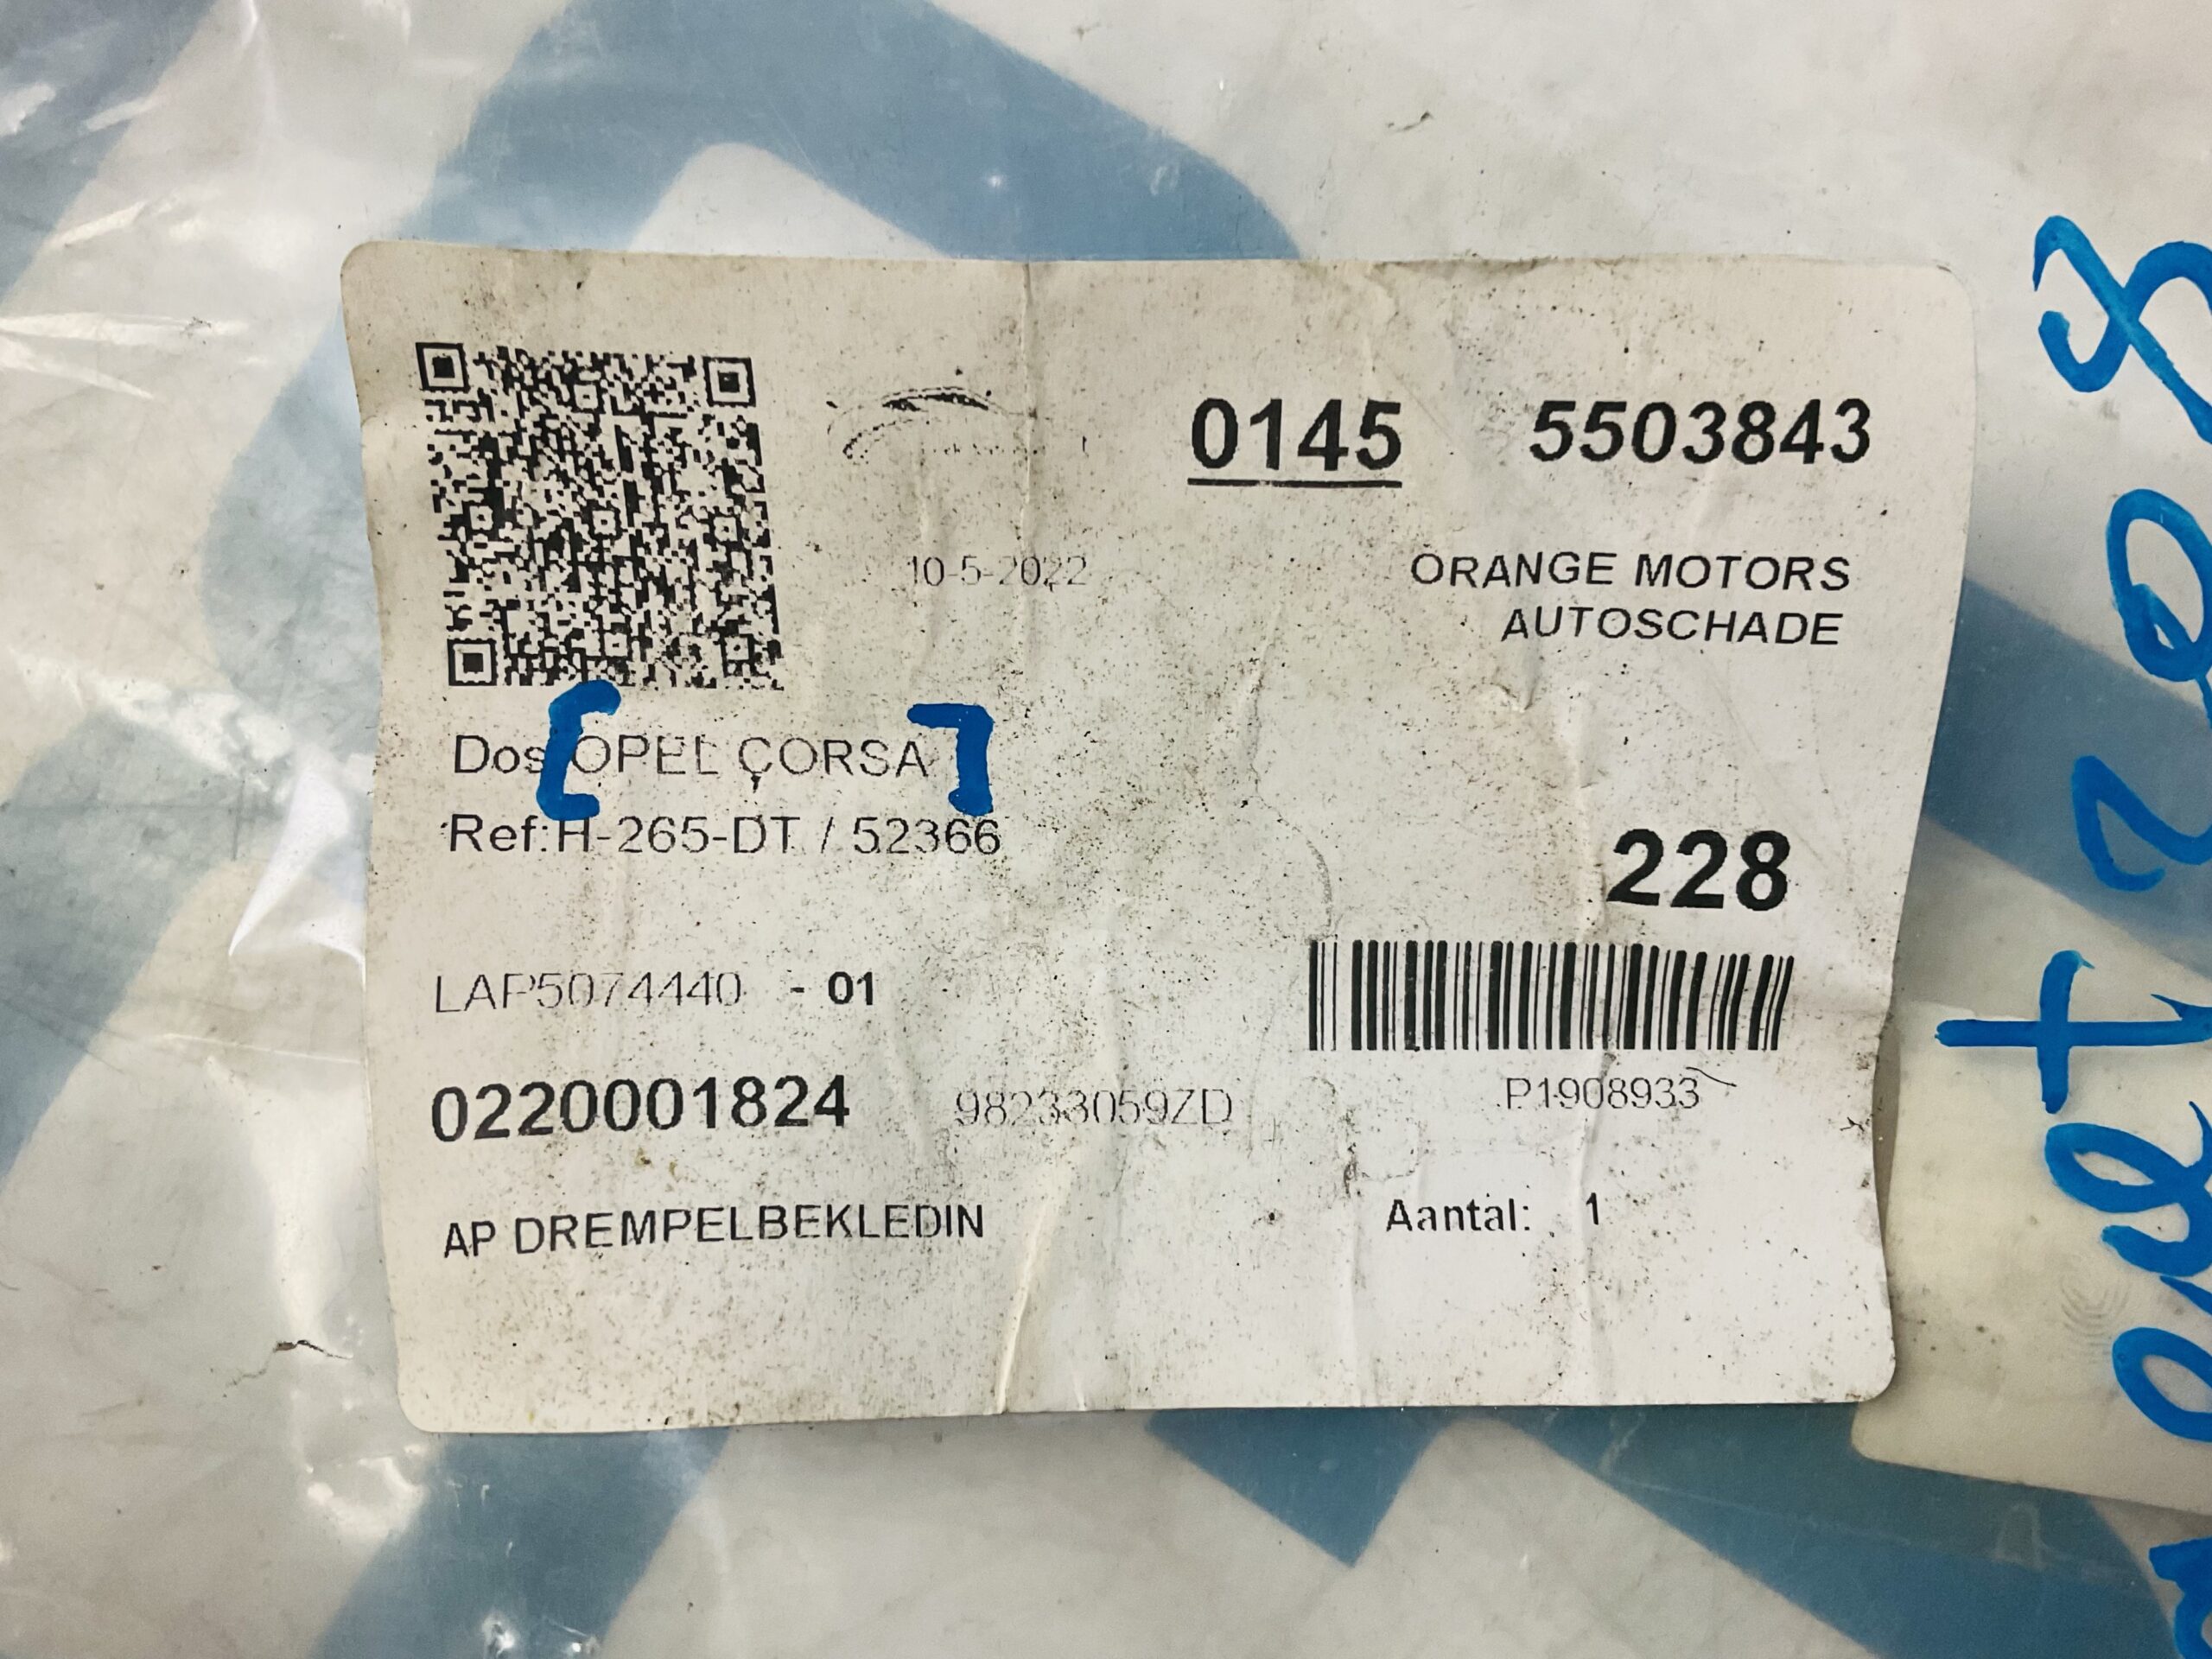 0145 5503843
10-5-2022 ORANGE MOTORS
AUTOSCHADE
Dos [OPEL CORSA]
Ref:H-265-DT / 52366
228
LAP5074440 - 01
0220001824 98233059ZD P1908933
AP DREMPELBEKLEDIN Aantal: 1